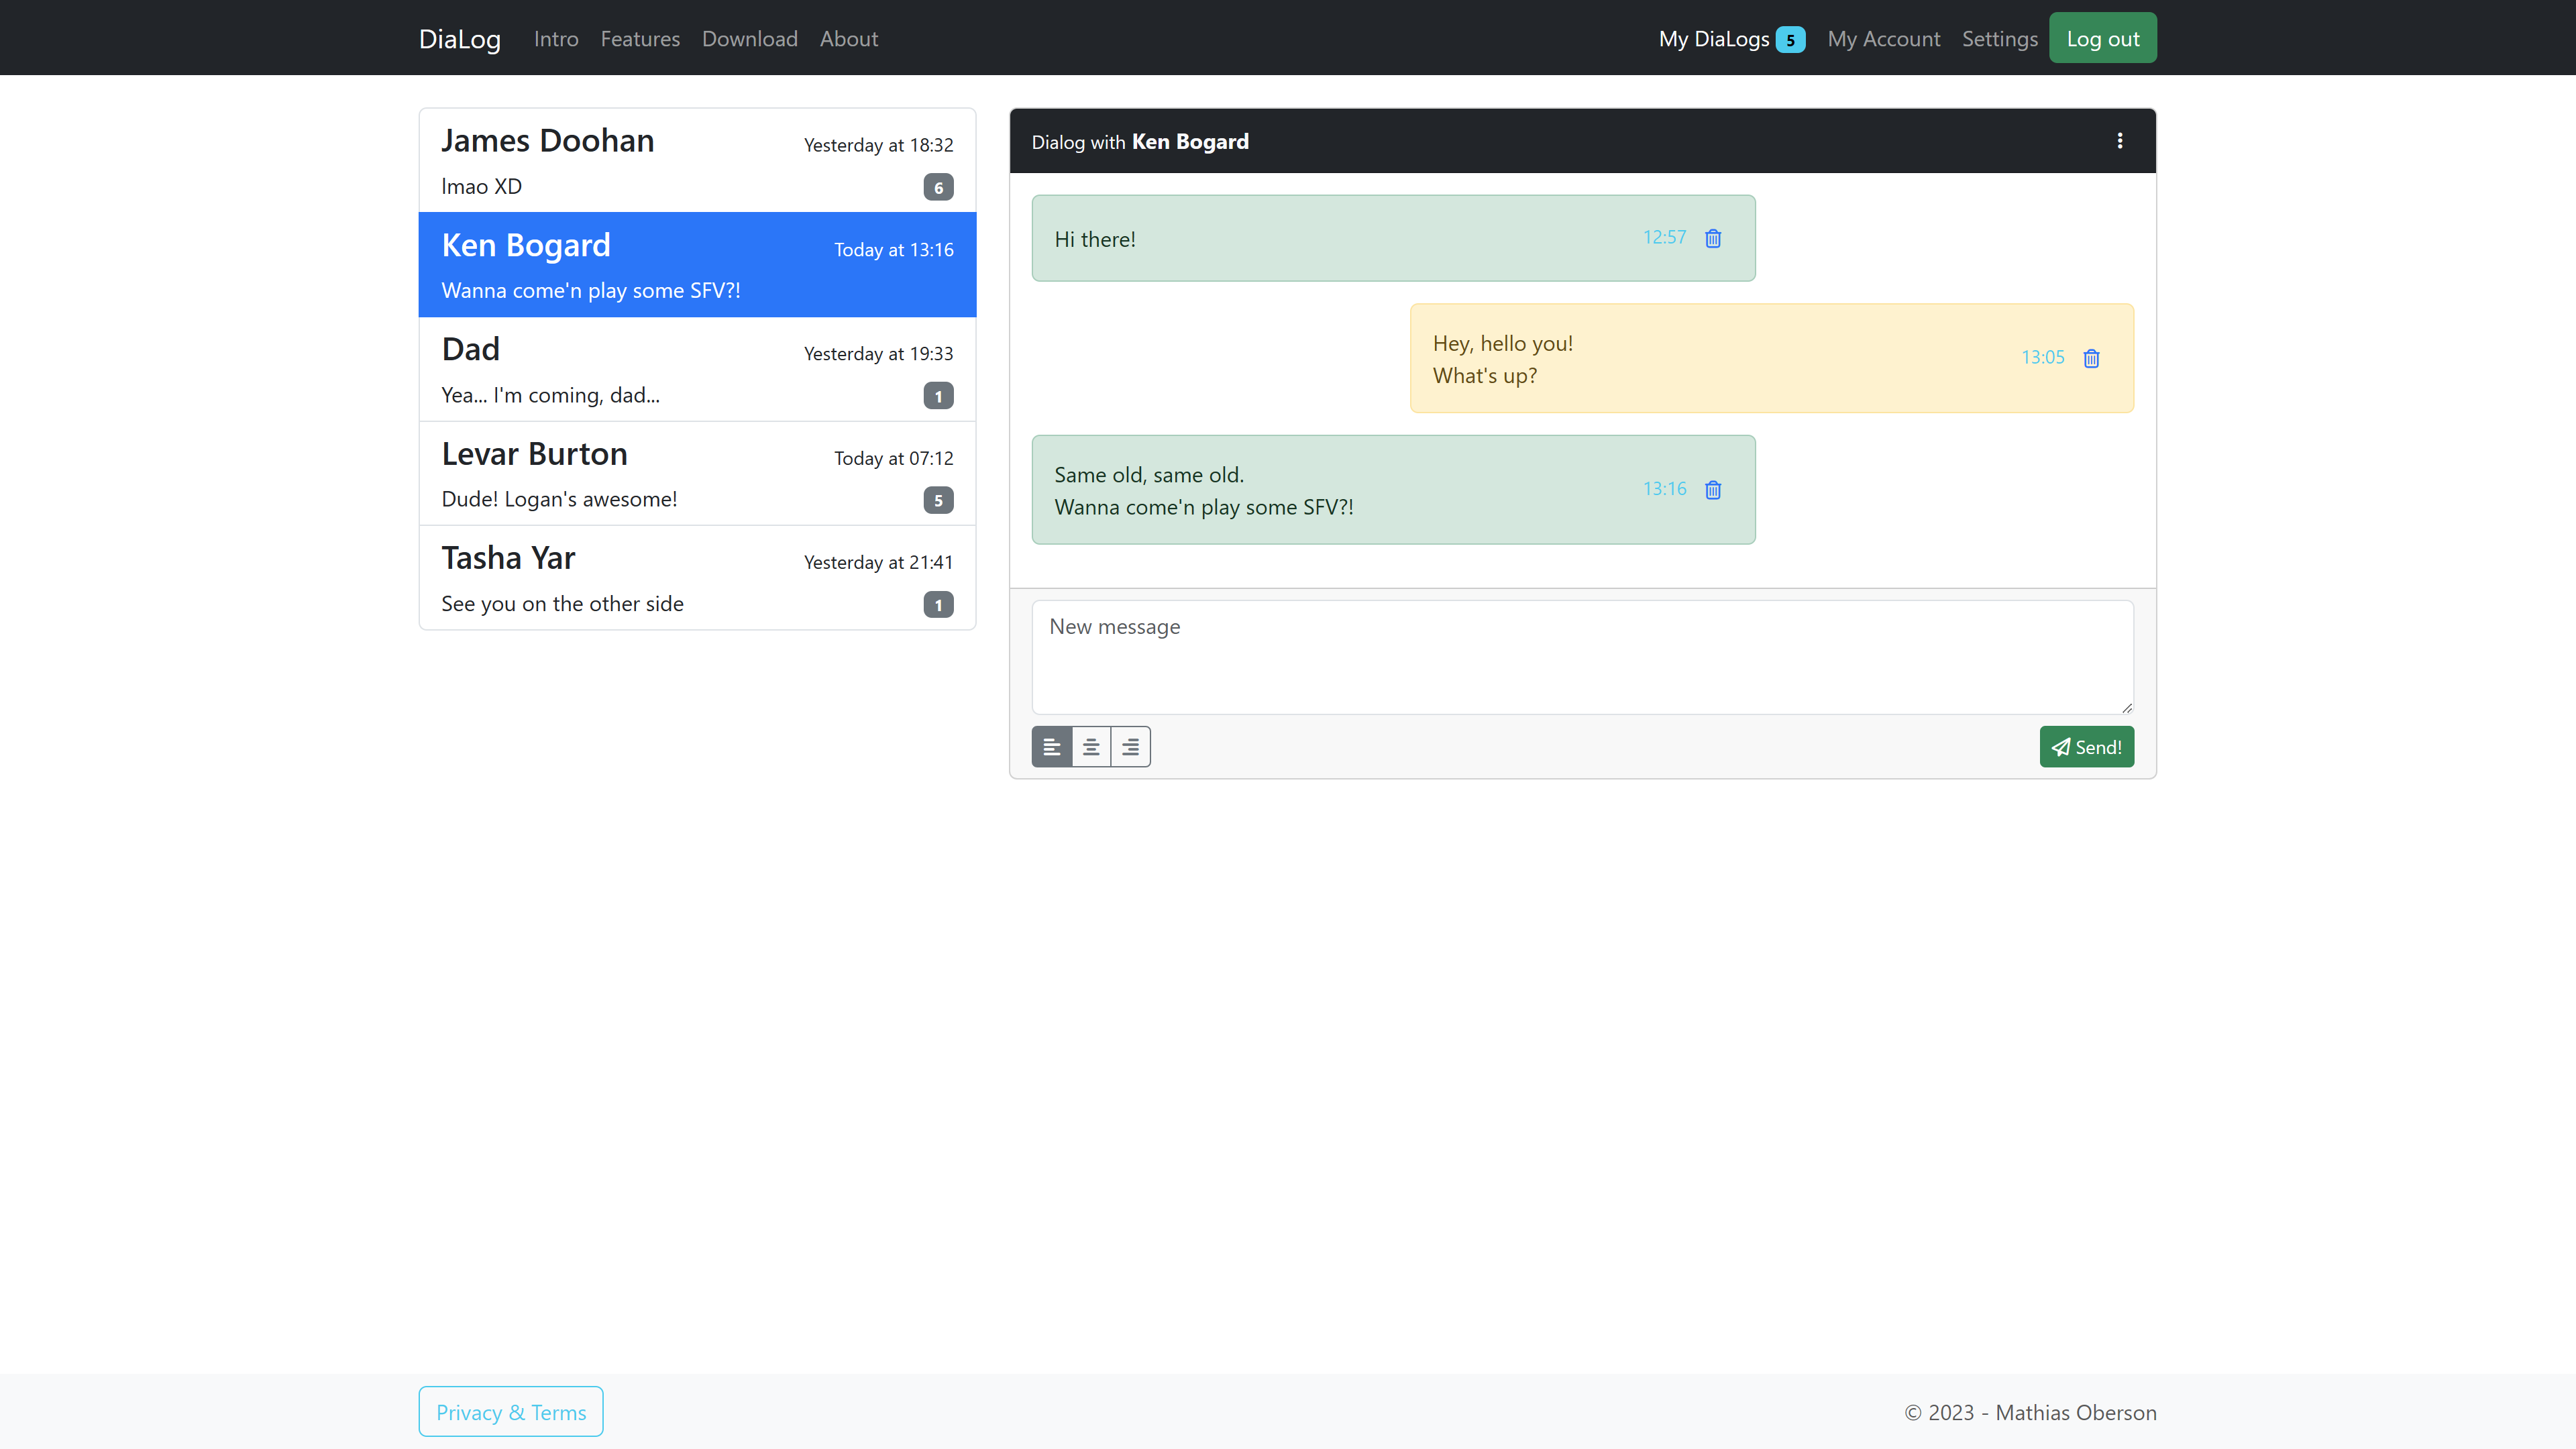 DiaLog Intro Features Download About My DiaLogs 5 My Account Settings Log out
James Doohan Yesterday at 18:32
lmao XD 6
Ken Bogard Today at 13:16
Wanna come'n play some SFV?!
Dad Yesterday at 19:33
Yea... I'm coming, dad... 1
Levar Burton Today at 07:12
Dude! Logan's awesome! 5
Tasha Yar Yesterday at 21:41
See you on the other side 1
Dialog with Ken Bogard
Hi there! 12:57
Hey, hello you!
What's up?
13:05
Same old, same old.
Wanna come'n play some SFV?!
13:16
New message
Send!
Privacy & Terms
© 2023 - Mathias Oberson